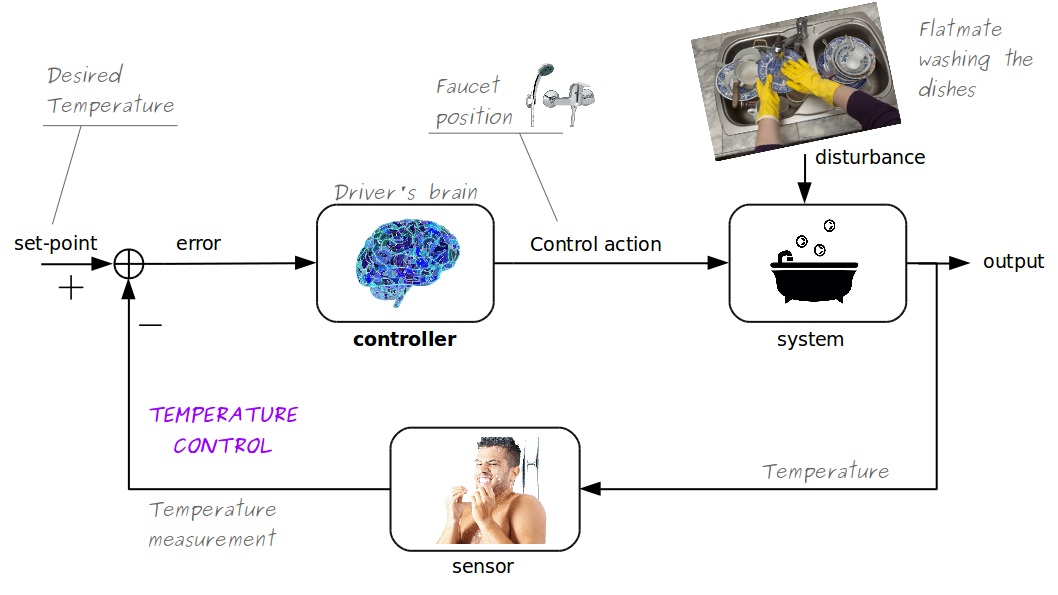 Flatmate
washing the
dishes
Desired
Temperature
Faucet
position
disturbance
Driver's brain
set-point
error
Control action
output
+
−
controller
system
TEMPERATURE
CONTROL
Temperature
Temperature
measurement
sensor